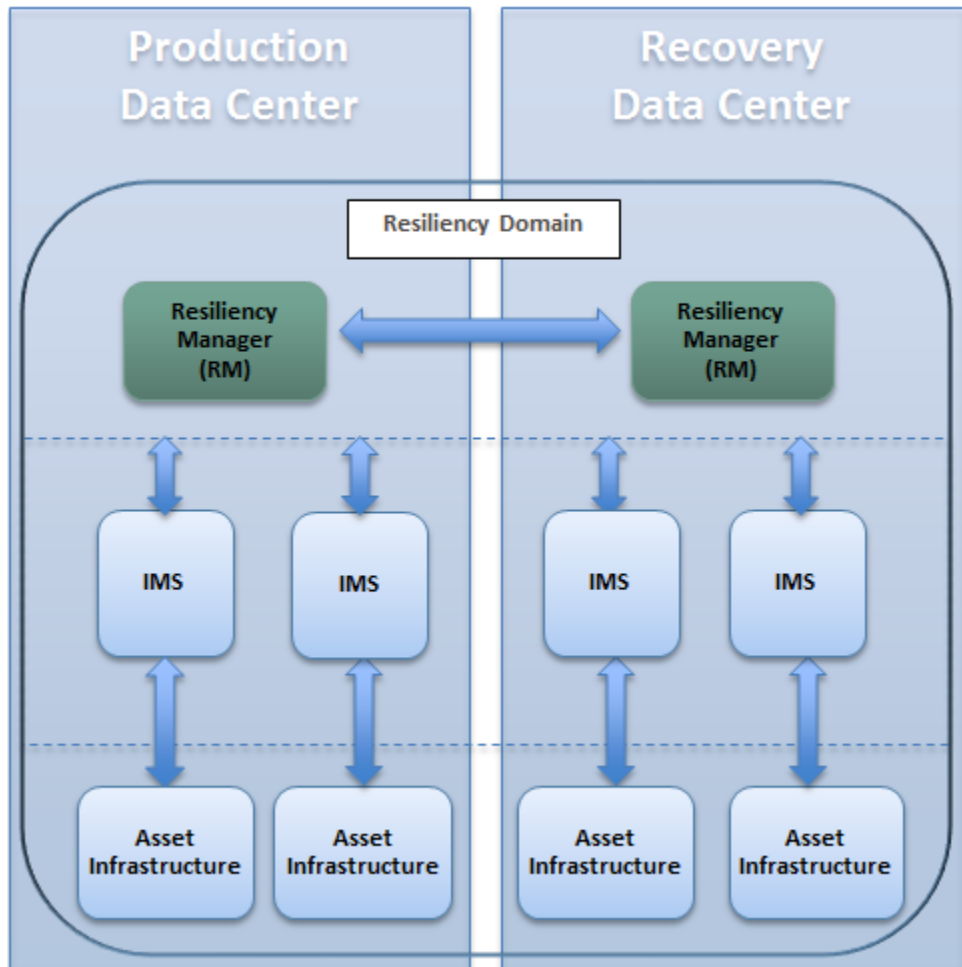 Production
Data Center
Recovery
Data Center
Resiliency Domain
Resiliency
Manager
(RM)
Resiliency
Manager
(RM)
IMS
IMS
IMS
IMS
Asset
Infrastructure
Asset
Infrastructure
Asset
Infrastructure
Asset
Infrastructure